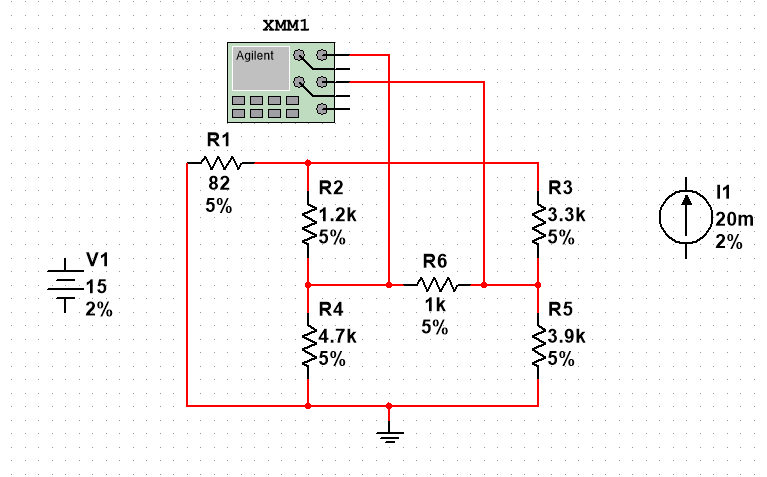 XMM1
Agilent
R1
82
5%
R2
1.2k
5%
R3
3.3k
5%
I1
20m
2%
V1
15
2%
R6
1k
5%
R4
4.7k
5%
R5
3.9k
5%